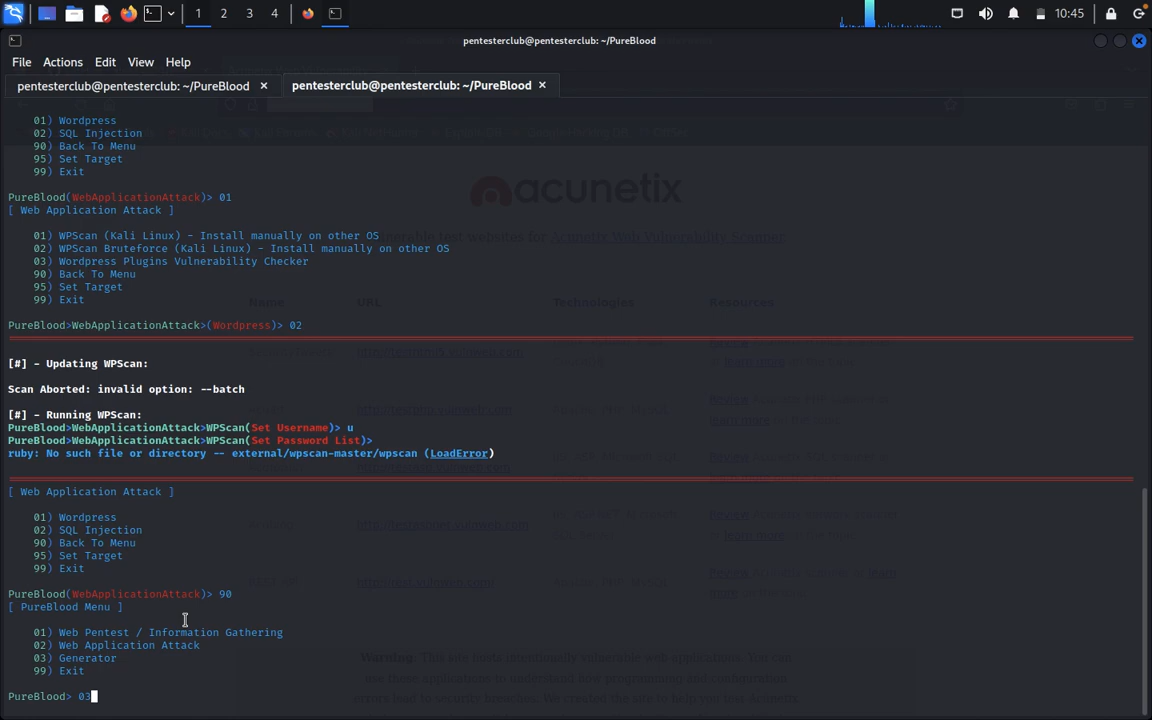 1 2 3 4 10:45
pentesterclub@pentesterclub: ~/PureBlood
File Actions Edit View Help
pentesterclub@pentesterclub: ~/PureBlood × pentesterclub@pentesterclub: ~/PureBlood ×
01) Wordpress
02) SQL Injection
90) Back To Menu
95) Set Target
99) Exit
PureBlood(WebApplicationAttack)> 01
[ Web Application Attack ]
acunetix
01) WPScan (Kali Linux) - Install manually on other OS
02) WPScan Bruteforce (Kali Linux) - Install manually on other OS
03) Wordpress Plugins Vulnerability Checker
90) Back To Menu
95) Set Target
99) Exit
PureBlood>WebApplicationAttack>(Wordpress)> 02
[#] - Updating WPScan:
Scan Aborted: invalid option: --batch
[#] - Running WPScan:
PureBlood>WebApplicationAttack>WPScan(Set Username)> u
PureBlood>WebApplicationAttack>WPScan(Set Password List)>
ruby: No such file or directory -- external/wpscan-master/wpscan (LoadError)
[ Web Application Attack ]
01) Wordpress
02) SQL Injection
90) Back To Menu
95) Set Target
99) Exit
PureBlood(WebApplicationAttack)> 90
[ PureBlood Menu ]
01) Web Pentest / Information Gathering
02) Web Application Attack
03) Generator
99) Exit
PureBlood> 03